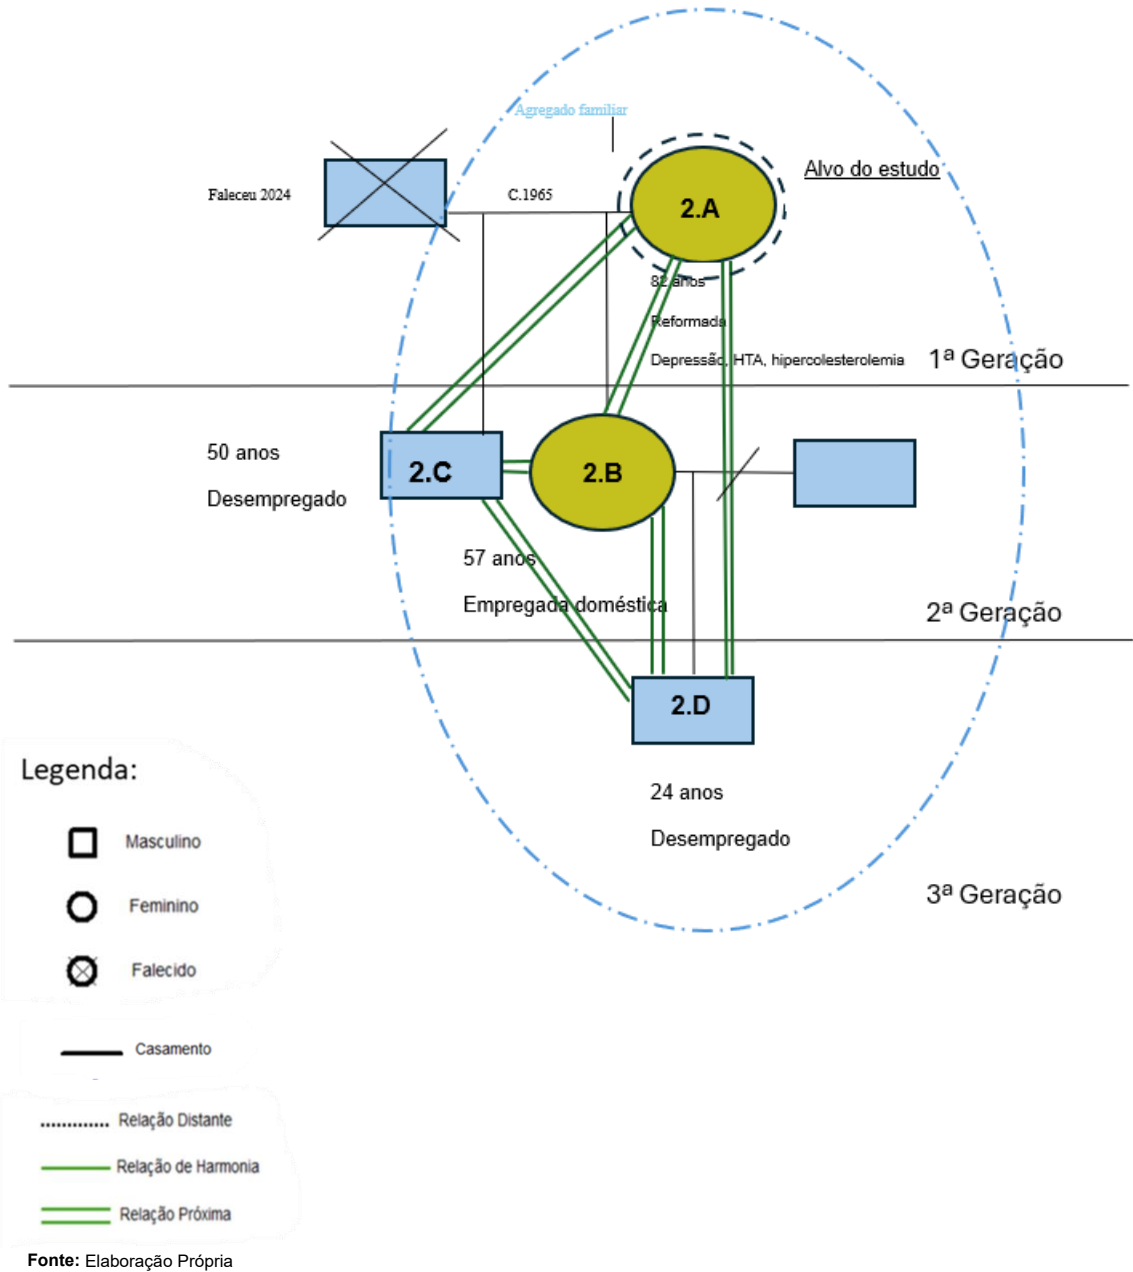 Agregado familiar
Alvo do estudo
Faleceu 2024
C.1965
2.A
82 anos
Reformada
Depressão, HTA, hipercolesterolemia
1ª Geração
50 anos
Desempregado
2.C
2.B
57 anos
Empregada doméstica
2ª Geração
2.D
24 anos
Desempregado
3ª Geração
Legenda:
Masculino
Feminino
Falecido
Casamento
Relação Distante
Relação de Harmonia
Relação Próxima
Fonte: Elaboração Própria